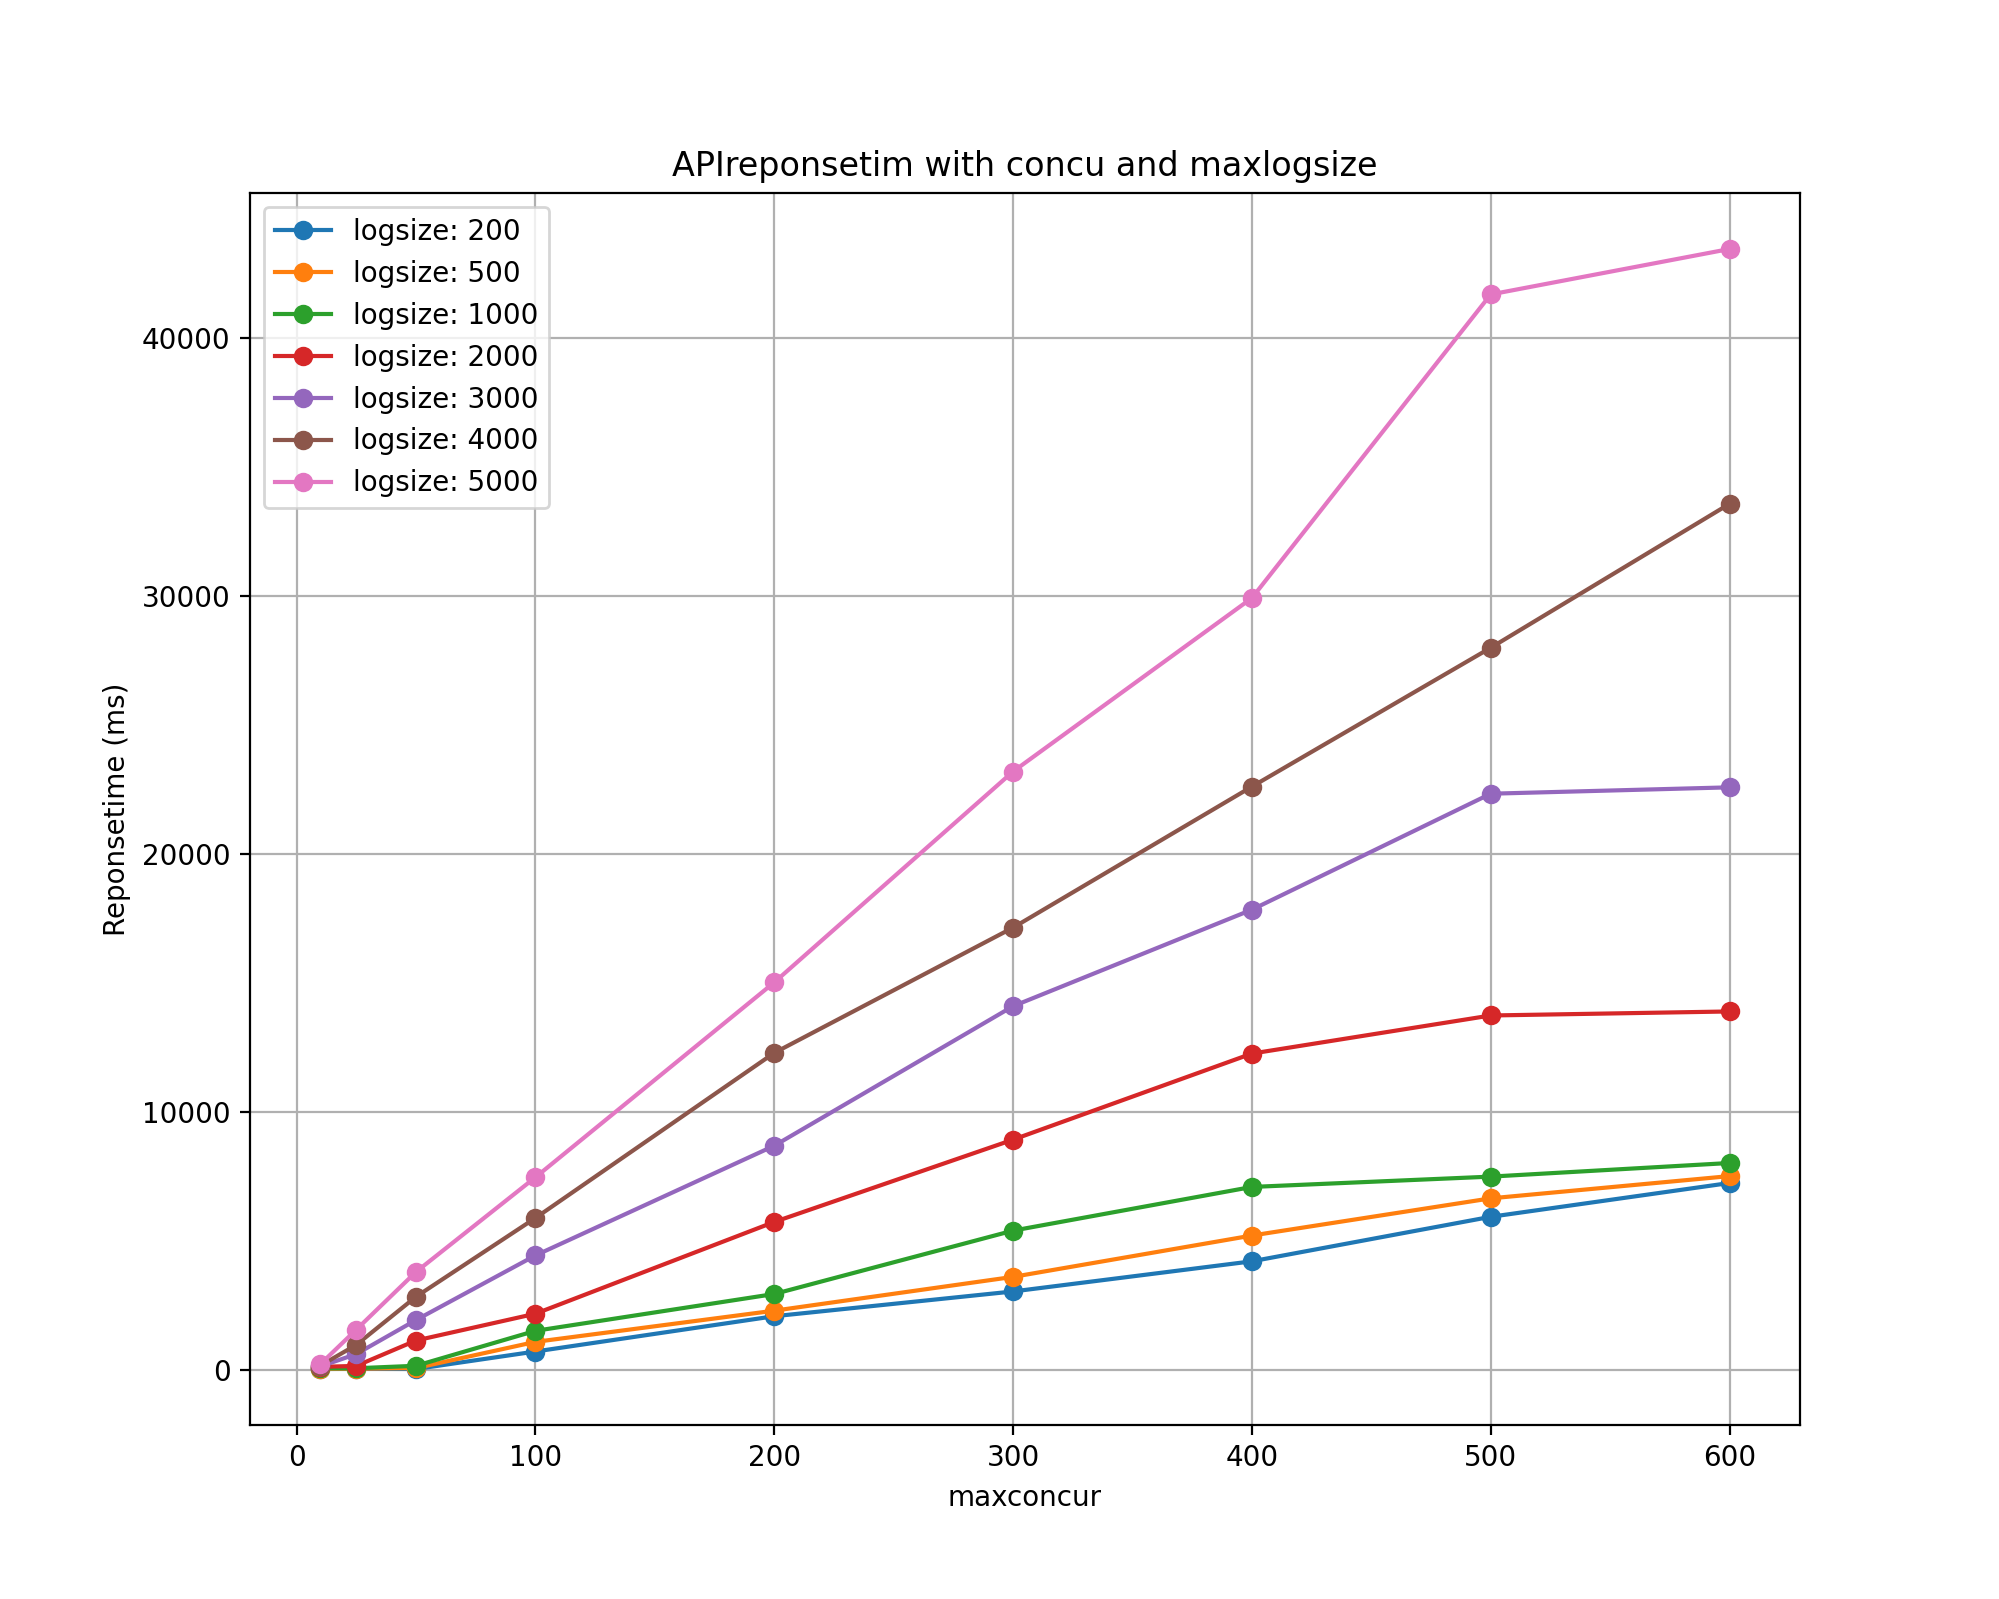 APIreponsetim with concu and maxlogsize
logsize: 200
logsize: 500
logsize: 1000
logsize: 2000
logsize: 3000
logsize: 4000
logsize: 5000
Reponsetime (ms)
40000
30000
20000
10000
0
0 100 200 300 400 500 600
maxconcur